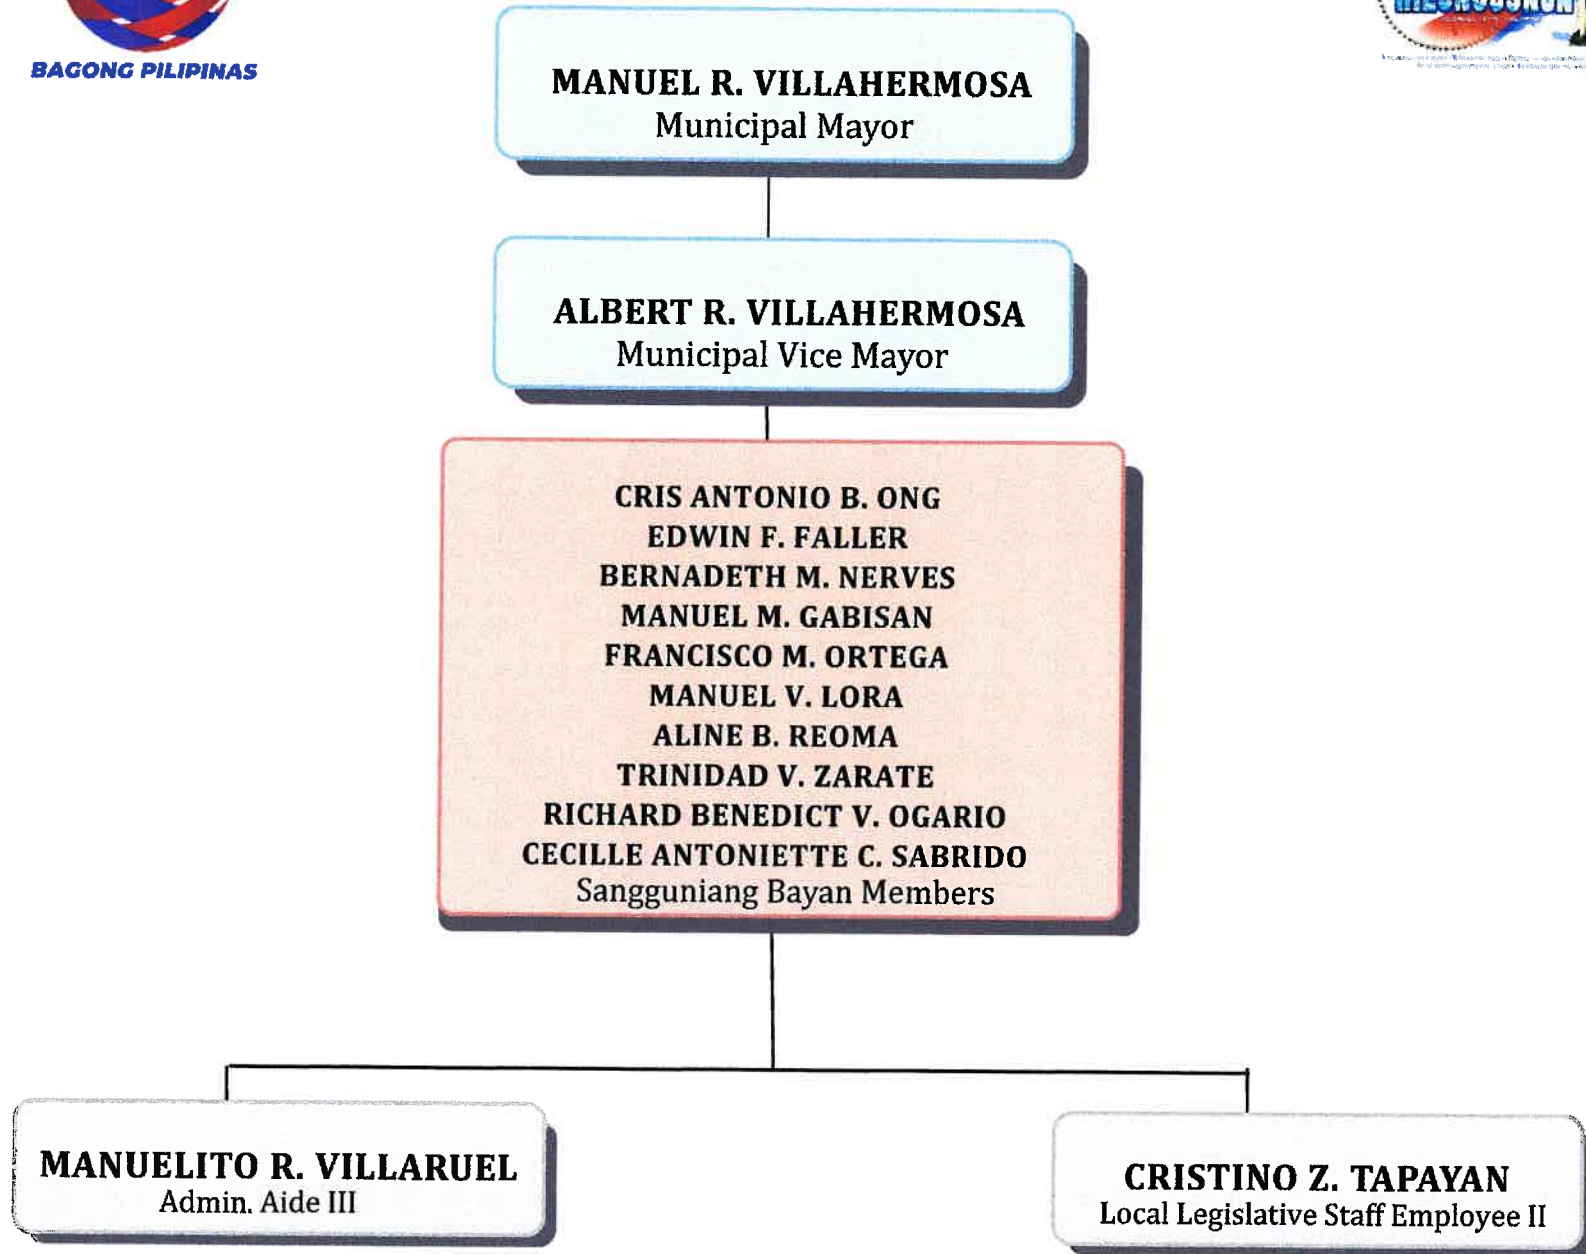 BAGONG PILIPINAS
MANUEL R. VILLAHERMOSA
Municipal Mayor
ALBERT R. VILLAHERMOSA
Municipal Vice Mayor
CRIS ANTONIO B. ONG
EDWIN F. FALLER
BERNADETH M. NERVES
MANUEL M. GABISAN
FRANCISCO M. ORTEGA
MANUEL V. LORA
ALINE B. REOMA
TRINIDAD V. ZARATE
RICHARD BENEDICT V. OGARIO
CECILLE ANTONIETTE C. SABRIDO
Sangguniang Bayan Members
MANUELITO R. VILLARUEL
Admin. Aide III
CRISTINO Z. TAPAYAN
Local Legislative Staff Employee II